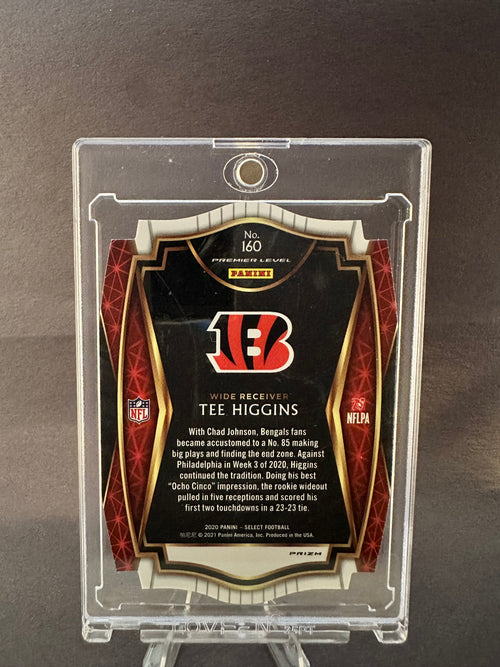 No.
160
PREMIER LEVEL
PANINI
B
WIDE RECEIVER
TEE HIGGINS
NFL
NFLPA
With Chad Johnson, Bengals fans
became accustomed to a No. 85 making
big plays and finding the end zone. Against
Philadelphia in Week 3 of 2020, Higgins
continued the tradition. Doing his best
"Ocho Cinco" impression, the rookie wideout
pulled in five receptions and scored his
first two touchdowns in a 23-23 tie.
2020 PANINI – SELECT FOOTBALL
帕尼尼 © 2021 Panini America, Inc. Produced in the USA.
PRIZM